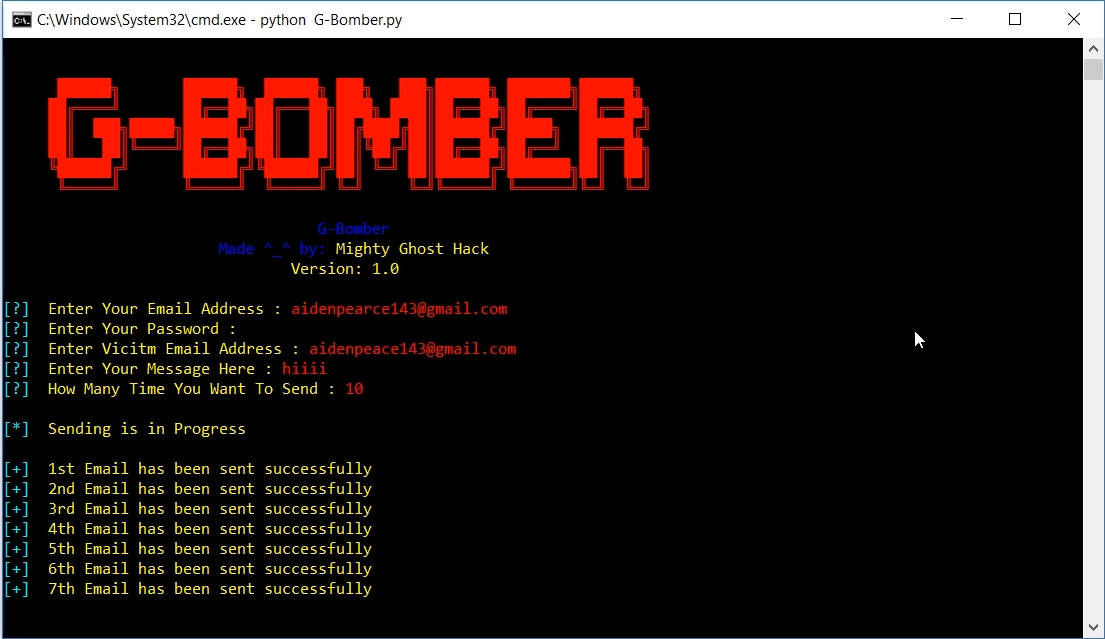 C:\Windows\System32\cmd.exe - python  G-Bomber.py
G-BOMBER
G-Bomber
Made ^_^ by: Mighty Ghost Hack
Version: 1.0
[?]  Enter Your Email Address : aidenpearce143@gmail.com
[?]  Enter Your Password :
[?]  Enter Vicitm Email Address : aidenpeace143@gmail.com
[?]  Enter Your Message Here : hiiii
[?]  How Many Time You Want To Send : 10
[*]  Sending is in Progress
[+]  1st Email has been sent successfully
[+]  2nd Email has been sent successfully
[+]  3rd Email has been sent successfully
[+]  4th Email has been sent successfully
[+]  5th Email has been sent successfully
[+]  6th Email has been sent successfully
[+]  7th Email has been sent successfully